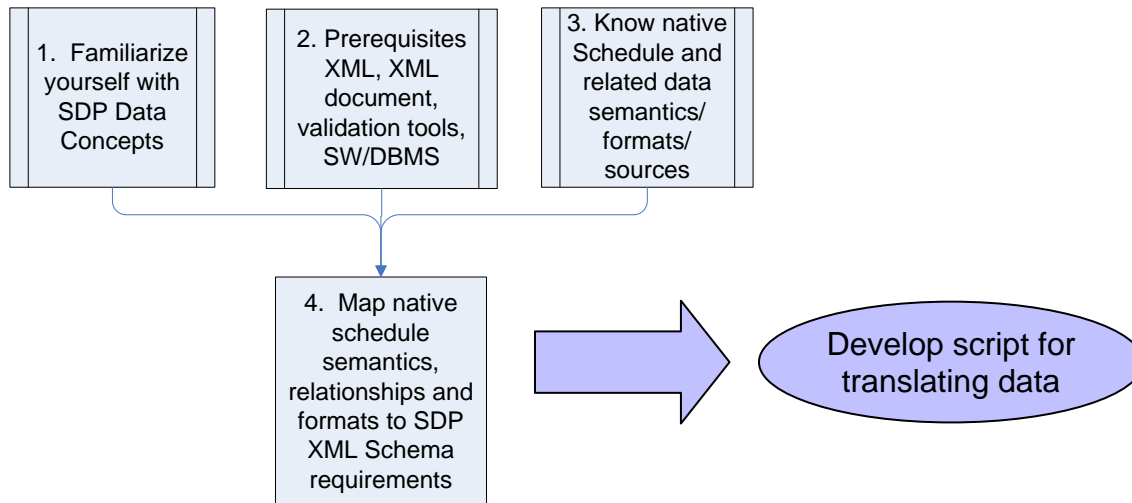 1. Familiarize
yourself with
SDP Data
Concepts
2. Prerequisites
XML, XML
document,
validation tools,
SW/DBMS
3. Know native
Schedule and
related data
semantics/
formats/
sources
4. Map native
schedule
semantics,
relationships and
formats to SDP
XML Schema
requirements
Develop script for
translating data